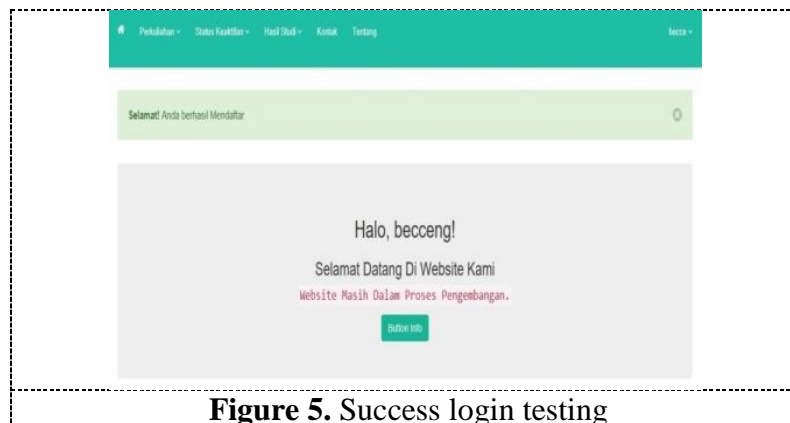 Perkuliahan Status Keaktifan Hasil Studi Kontak Tentang becca
Selamat! Anda berhasil Mendaftar
Halo, becceng!
Selamat Datang Di Website Kami
Website Masih Dalam Proses Pengembangan.
Button Info
Figure 5. Success login testing